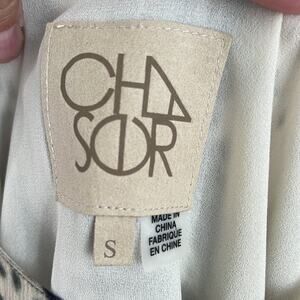 CHA
SOR
S
MADE IN
CHINA
FABRIQUE
EN CHINE